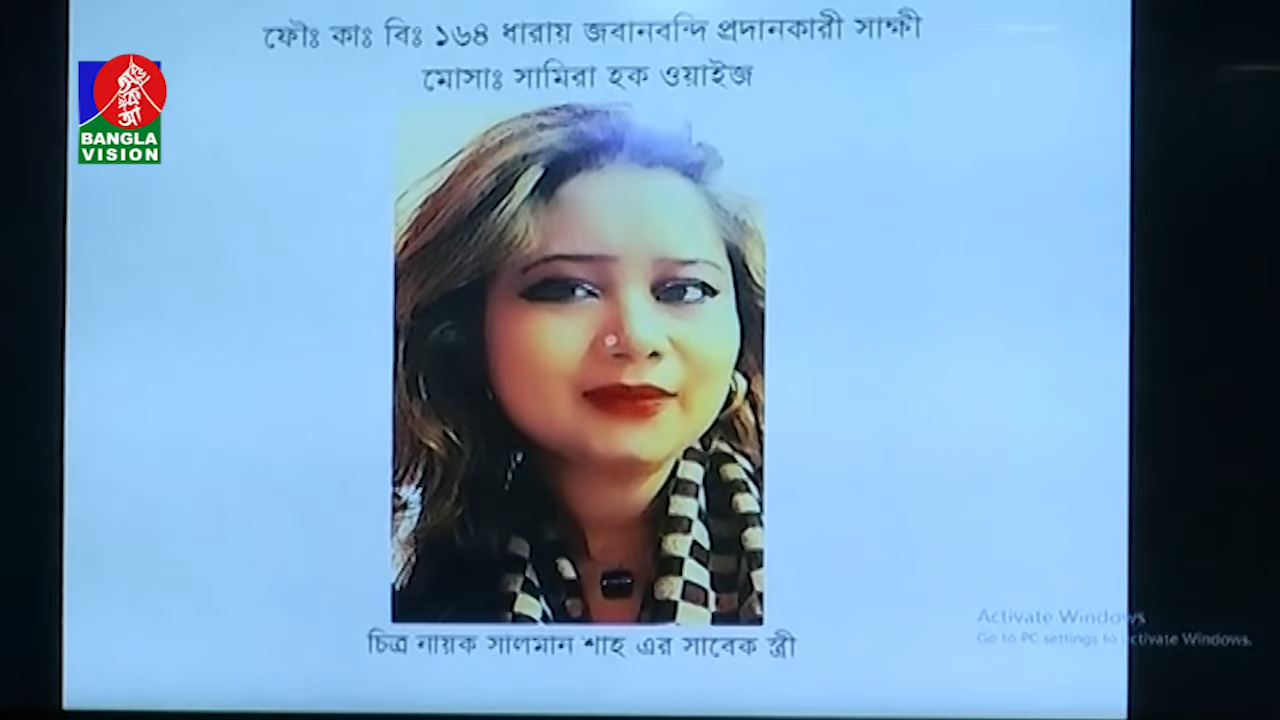 ফৌঃ কাঃ বিঃ ১৬৪ ধারায় জবানবন্দি প্রদানকারী সাক্ষী
মোসাঃ সামিরা হক ওয়াইজ
BANGLA
VISION
চিত্র নায়ক সালমান শাহ এর সাবেক স্ত্রী
Activate Windows
Go to PC settings to activate Windows.